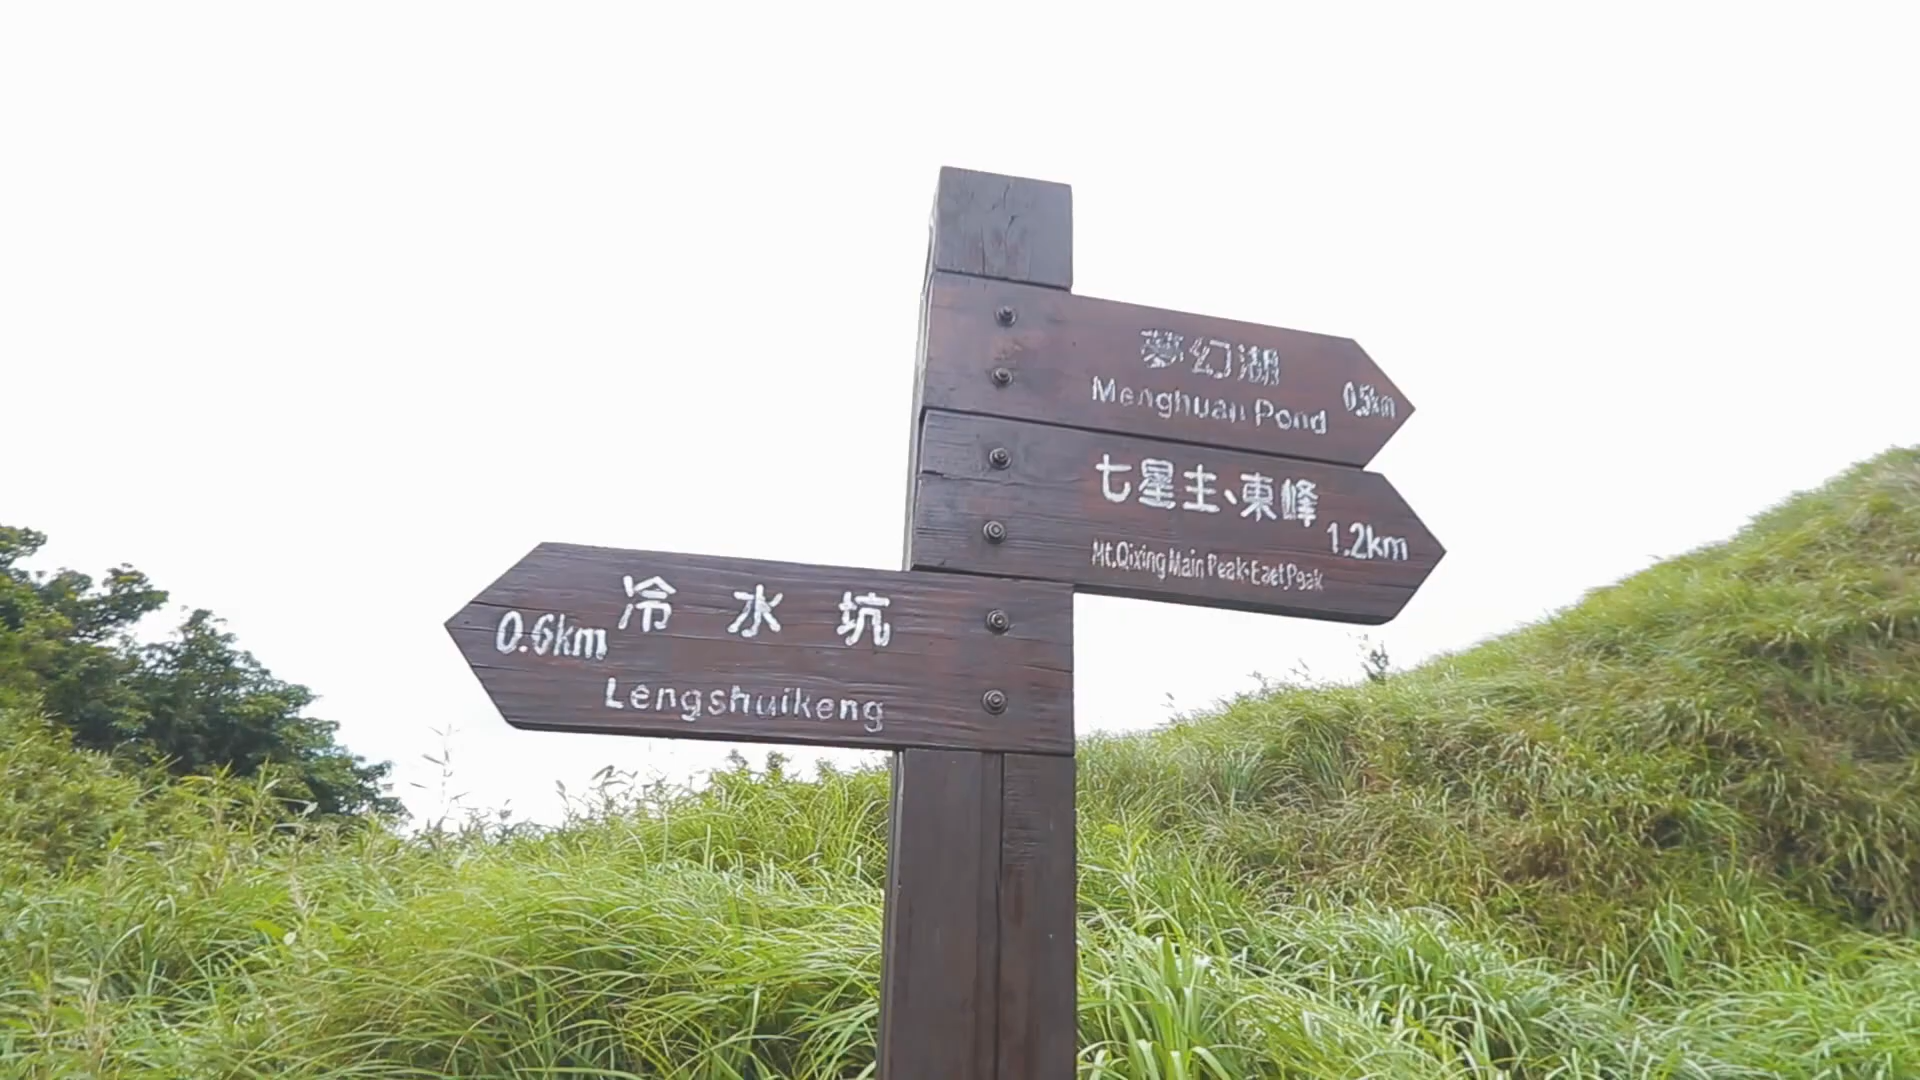 夢幻湖
Menghuan Pond
0.5km
七星主、東峰
Mt.Qixing Main Peak·Eaet Peak
1.2km
冷水坑
0.6km
Lengshuikeng